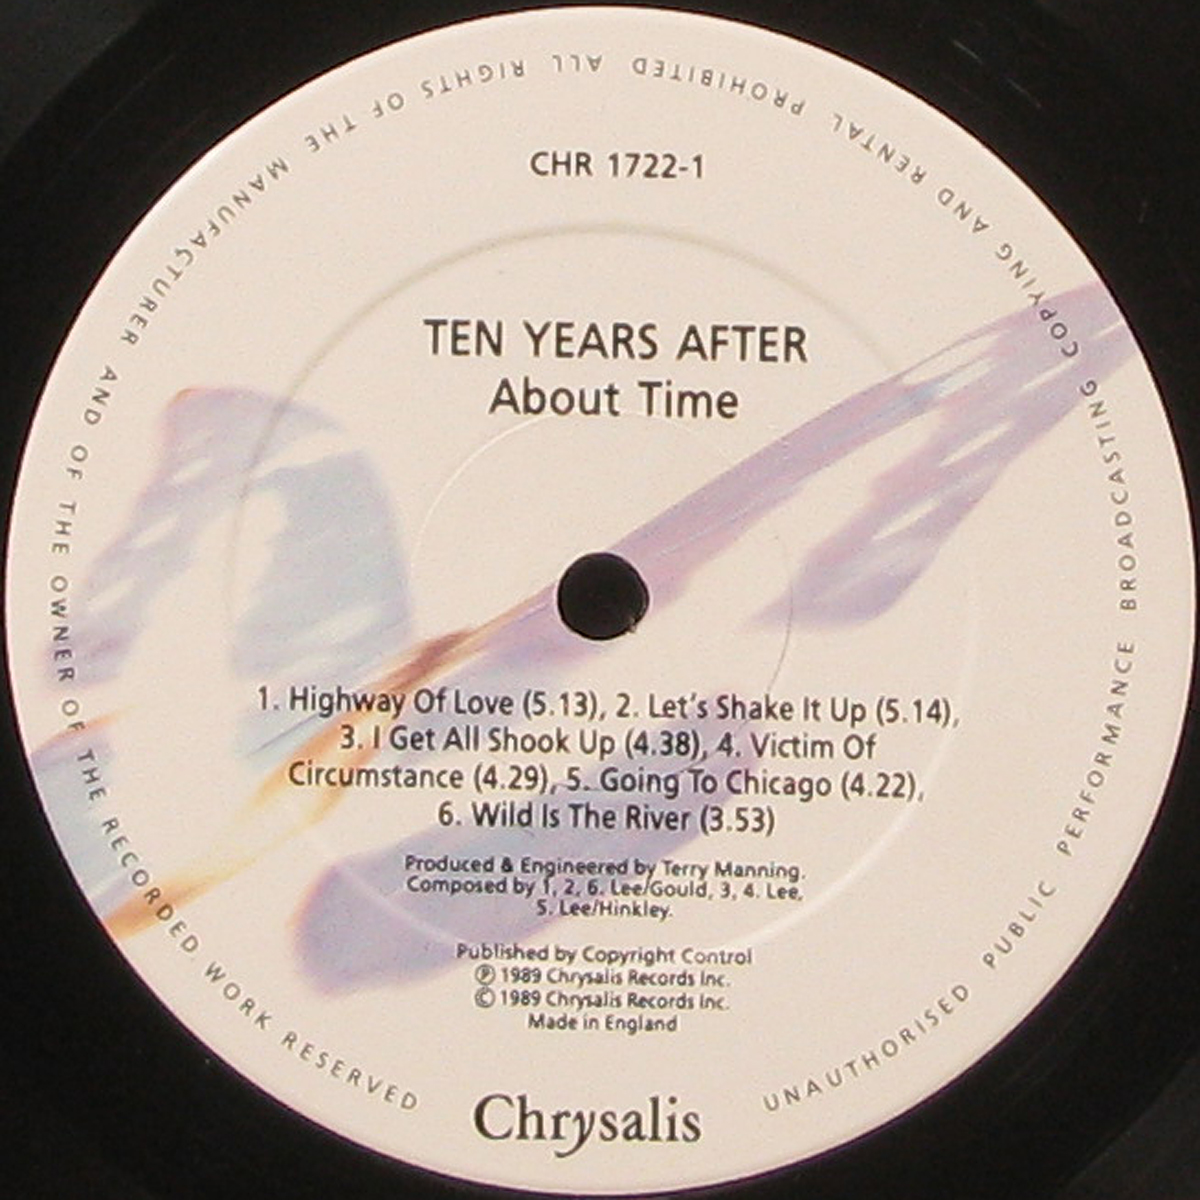 CHR 1722-1
TEN YEARS AFTER
About Time
1. Highway Of Love (5.13), 2. Let's Shake It Up (5.14),
3. I Get All Shook Up (4.38), 4. Victim Of
Circumstance (4.29), 5. Going To Chicago (4.22),
6. Wild Is The River (3.53)
Produced & Engineered by Terry Manning.
Composed by 1, 2, 6. Lee/Gould, 3, 4. Lee,
5. Lee/Hinkley.
Published by Copyright Control
℗ 1989 Chrysalis Records Inc.
© 1989 Chrysalis Records Inc.
Made in England
Chrysalis
UNAUTHORISED PUBLIC PERFORMANCE BROADCASTING COPYING AND RENTAL PROHIBITED ALL RIGHTS OF THE MANUFACTURER AND OF THE OWNER OF THE RECORDED WORK RESERVED